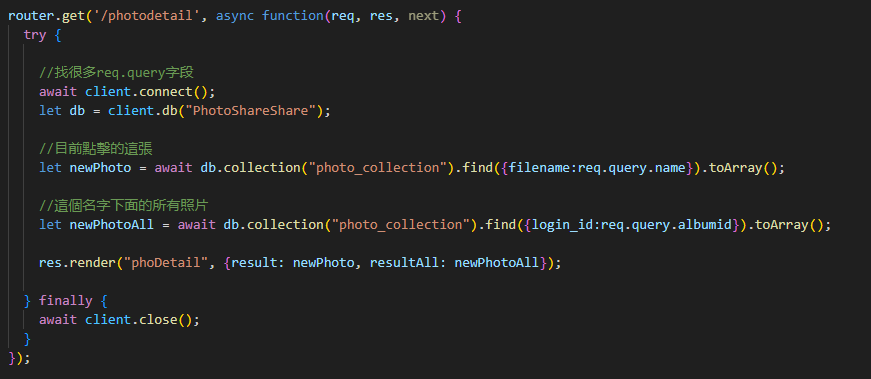 router.get('/photodetail', async function(req, res, next) {
try {
//找很多req.query字段
await client.connect();
let db = client.db("PhotoShareShare");
//目前點擊的這張
let newPhoto = await db.collection("photo_collection").find({filename:req.query.name}).toArray();
//這個名字下面的所有照片
let newPhotoAll = await db.collection("photo_collection").find({login_id:req.query.albumid}).toArray();
res.render("phoDetail", {result: newPhoto, resultAll: newPhotoAll});
} finally {
await client.close();
}
});